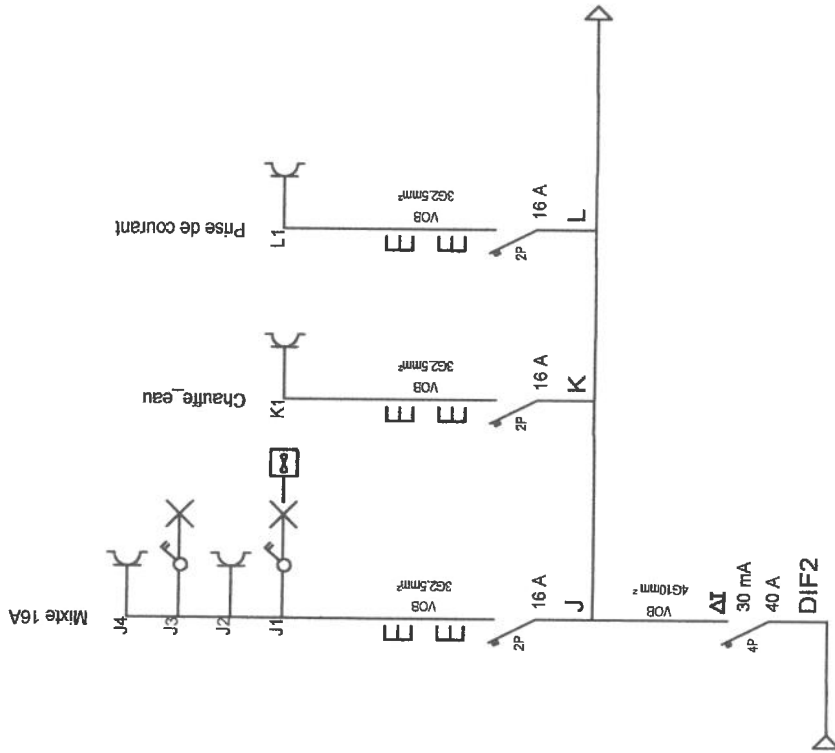 Mixte 16A
J4
J3
J2
J1
VOB
3G2.5mm²
2P
16 A
J
Chauffe_eau
K1
VOB
3G2.5mm²
2P
16 A
K
Prise de courant
L1
VOB
3G2.5mm²
2P
16 A
L
VOB
4G10mm²
4P
ΔI
30 mA
40 A
DIF2